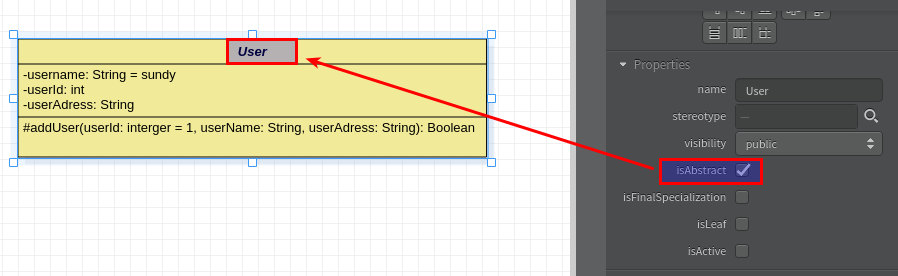 User
-username: String = sundy
-userId: int
-userAdress: String
#addUser(userId: interger = 1, userName: String, userAdress: String): Boolean
Properties
name User
stereotype —
visibility public
isAbstract
isFinalSpecialization
isLeaf
isActive